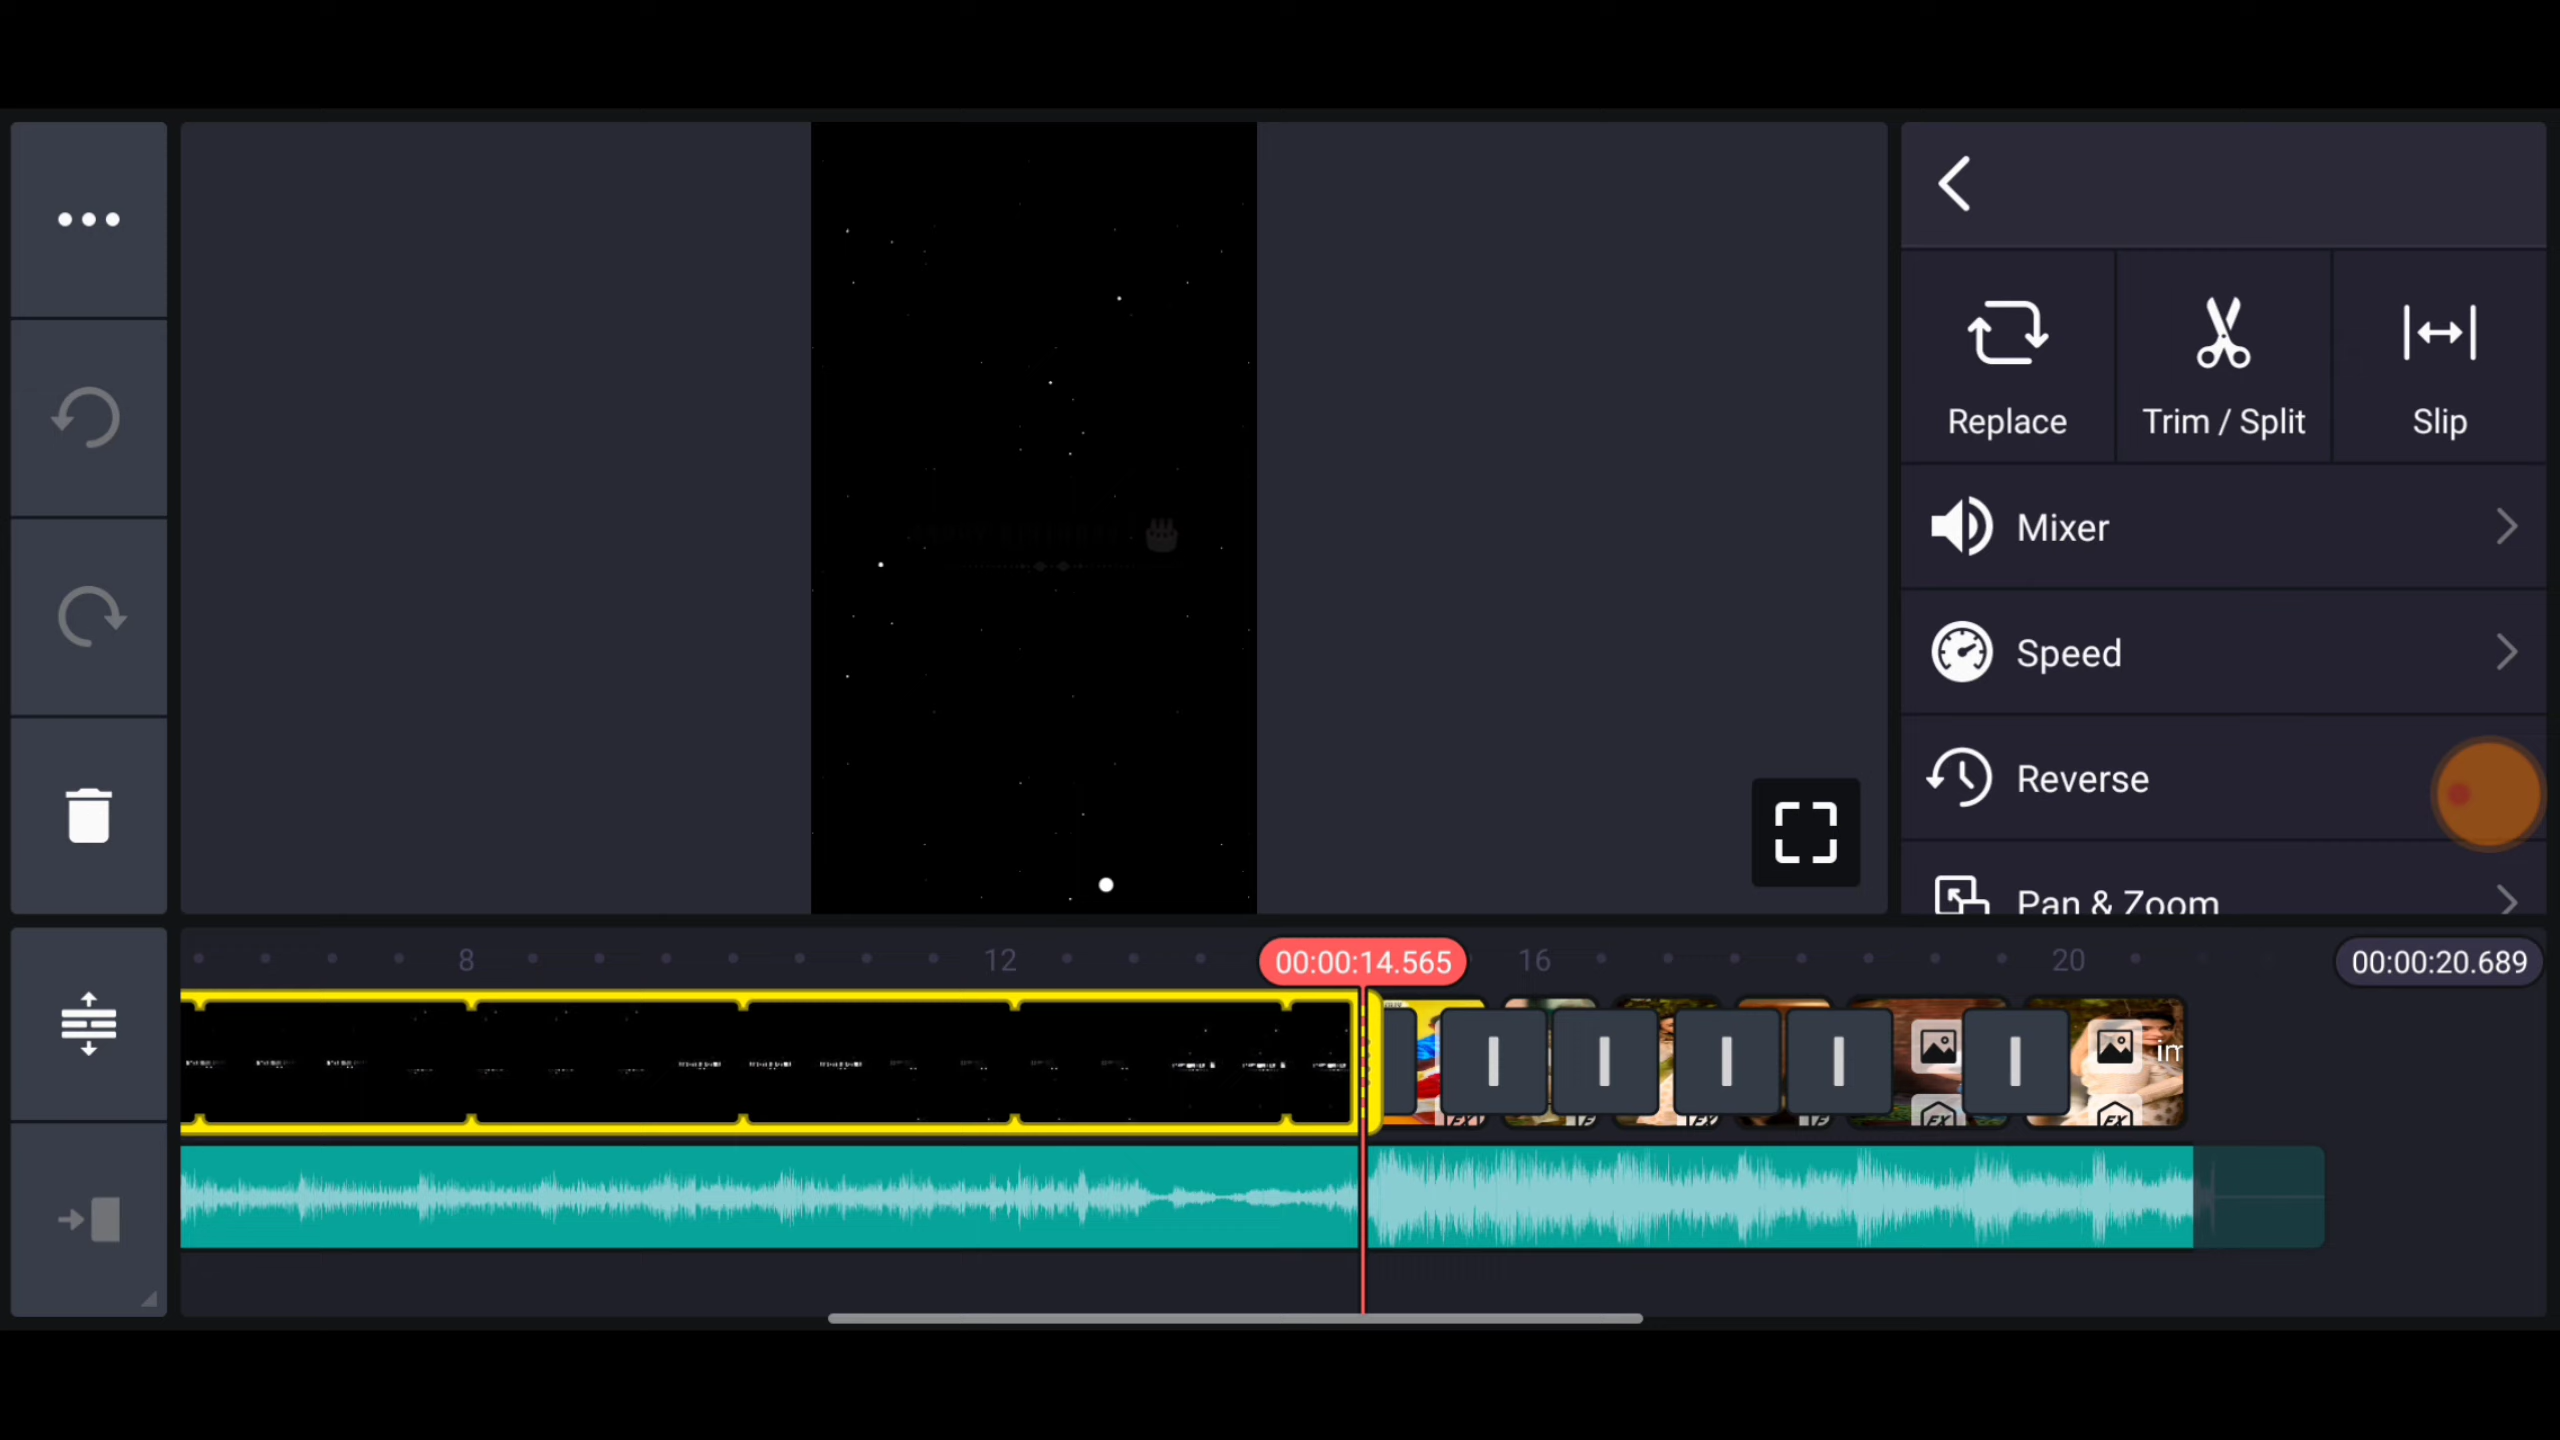 Replace
Trim / Split
Slip
Mixer
Speed
Reverse
Pan & Zoom
8
12
00:00:14.565
16
20
00:00:20.689
im